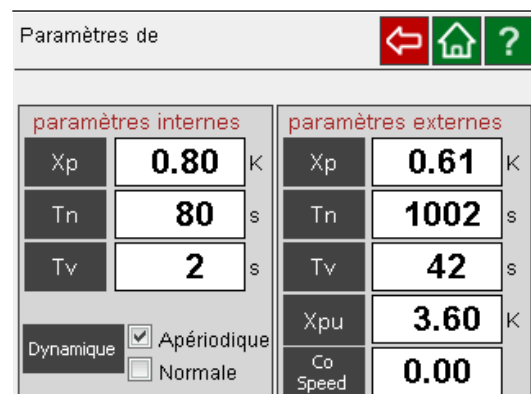 Paramètres de
?
paramètres internes
Xp 0.80 K
Tn 80 s
Tv 2 s
Dynamique
Apériodique
Normale
paramètres externes
Xp 0.61 K
Tn 1002 s
Tv 42 s
Xpu 3.60 K
Co
Speed
0.00